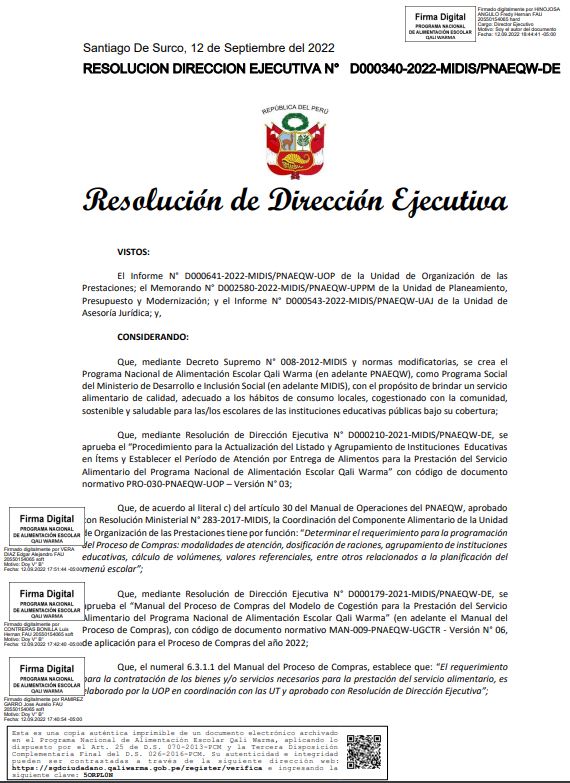 Firma Digital
PROGRAMA NACIONAL
DE ALIMENTACIÓN ESCOLAR
QALI WARMA
Firmado digitalmente por HINOJOSA
ANGULO Fredy Hernan FAU
20550154065 hard
Cargo: Director Ejecutivo
Motivo: Soy el autor del documento
Fecha: 12.09.2022 18:44:41 -05:00
Santiago De Surco, 12 de Septiembre del 2022
RESOLUCION DIRECCION EJECUTIVA N° D000340-2022-MIDIS/PNAEQW-DE
REPÚBLICA DEL PERÚ
Resolución de Dirección Ejecutiva
VISTOS:
El Informe N° D000641-2022-MIDIS/PNAEQW-UOP de la Unidad de Organización de las
Prestaciones; el Memorando N° D002580-2022-MIDIS/PNAEQW-UPPM de la Unidad de Planeamiento,
Presupuesto y Modernización; y el Informe N° D000543-2022-MIDIS/PNAEQW-UAJ de la Unidad de
Asesoría Jurídica; y,
CONSIDERANDO:
Que, mediante Decreto Supremo N° 008-2012-MIDIS y normas modificatorias, se crea el
Programa Nacional de Alimentación Escolar Qali Warma (en adelante PNAEQW), como Programa Social
del Ministerio de Desarrollo e Inclusión Social (en adelante MIDIS), con el propósito de brindar un servicio
alimentario de calidad, adecuado a los hábitos de consumo locales, cogestionado con la comunidad,
sostenible y saludable para las/los escolares de las instituciones educativas públicas bajo su cobertura;
Que, mediante Resolución de Dirección Ejecutiva N° D000210-2021-MIDIS/PNAEQW-DE, se
aprueba el "Procedimiento para la Actualización del Listado y Agrupamiento de Instituciones Educativas
en Ítems y Establecer el Período de Atención por Entrega de Alimentos para la Prestación del Servicio
Alimentario del Programa Nacional de Alimentación Escolar Qali Warma" con código de documento
normativo PRO-030-PNAEQW-UOP – Versión N° 03;
Que, de acuerdo al literal c) del artículo 30 del Manual de Operaciones del PNAEQW, aprobado
con Resolución Ministerial N° 283-2017-MIDIS, la Coordinación del Componente Alimentario de la Unidad
de Organización de las Prestaciones tiene por función: "Determinar el requerimiento para la programación
del Proceso de Compras: modalidades de atención, dosificación de raciones, agrupamiento de instituciones
educativas, cálculo de volúmenes, valores referenciales, entre otros relacionados a la planificación del
menú escolar";
Firma Digital
PROGRAMA NACIONAL
DE ALIMENTACIÓN ESCOLAR
QALI WARMA
Firmado digitalmente por VERA
DIAZ Edgar Alejandro FAU
20550154065 soft
Motivo: Doy V° B°
Fecha: 12.09.2022 17:51:44 -05:00
Que, mediante Resolución de Dirección Ejecutiva N° D000179-2021-MIDIS/PNAEQW-DE, se
aprueba el "Manual del Proceso de Compras del Modelo de Cogestión para la Prestación del Servicio
Alimentario del Programa Nacional de Alimentación Escolar Qali Warma" (en adelante el Manual del
Proceso de Compras), con código de documento normativo MAN-009-PNAEQW-UGCTR - Versión N° 06,
de aplicación para el Proceso de Compras del año 2022;
Firma Digital
PROGRAMA NACIONAL
DE ALIMENTACIÓN ESCOLAR
QALI WARMA
Firmado digitalmente por
CONTRERAS BONILLA Luis
Hernan FAU 20550154065 soft
Motivo: Doy V° B°
Fecha: 12.09.2022 17:42:40 -05:00
Que, el numeral 6.3.1.1 del Manual del Proceso de Compras, establece que: "El requerimiento
para la contratación de los bienes y/o servicios necesarios para la prestación del servicio alimentario, es
elaborado por la UOP en coordinación con las UT y aprobado con Resolución de Dirección Ejecutiva";
Firma Digital
PROGRAMA NACIONAL
DE ALIMENTACIÓN ESCOLAR
QALI WARMA
Firmado digitalmente por RAMIREZ
GARRO Jose Aurelio FAU
20550154065 soft
Motivo: Doy V° B°
Fecha: 12.09.2022 17:40:54 -05:00
Esta es una copia auténtica imprimible de un documento electrónico archivado
en el Programa Nacional de Alimentación Escolar Qali Warma, aplicando lo
dispuesto por el Art. 25 de D.S. 070-2013-PCM y la Tercera Disposición
Complementaria Final del D.S. 026-2016-PCM. Su autenticidad e integridad
pueden ser contrastadas a través de la siguiente dirección web:
https://sgdciudadano.qaliwarma.gob.pe/register/verifica e ingresando la
siguiente clave: 5ORPL0N